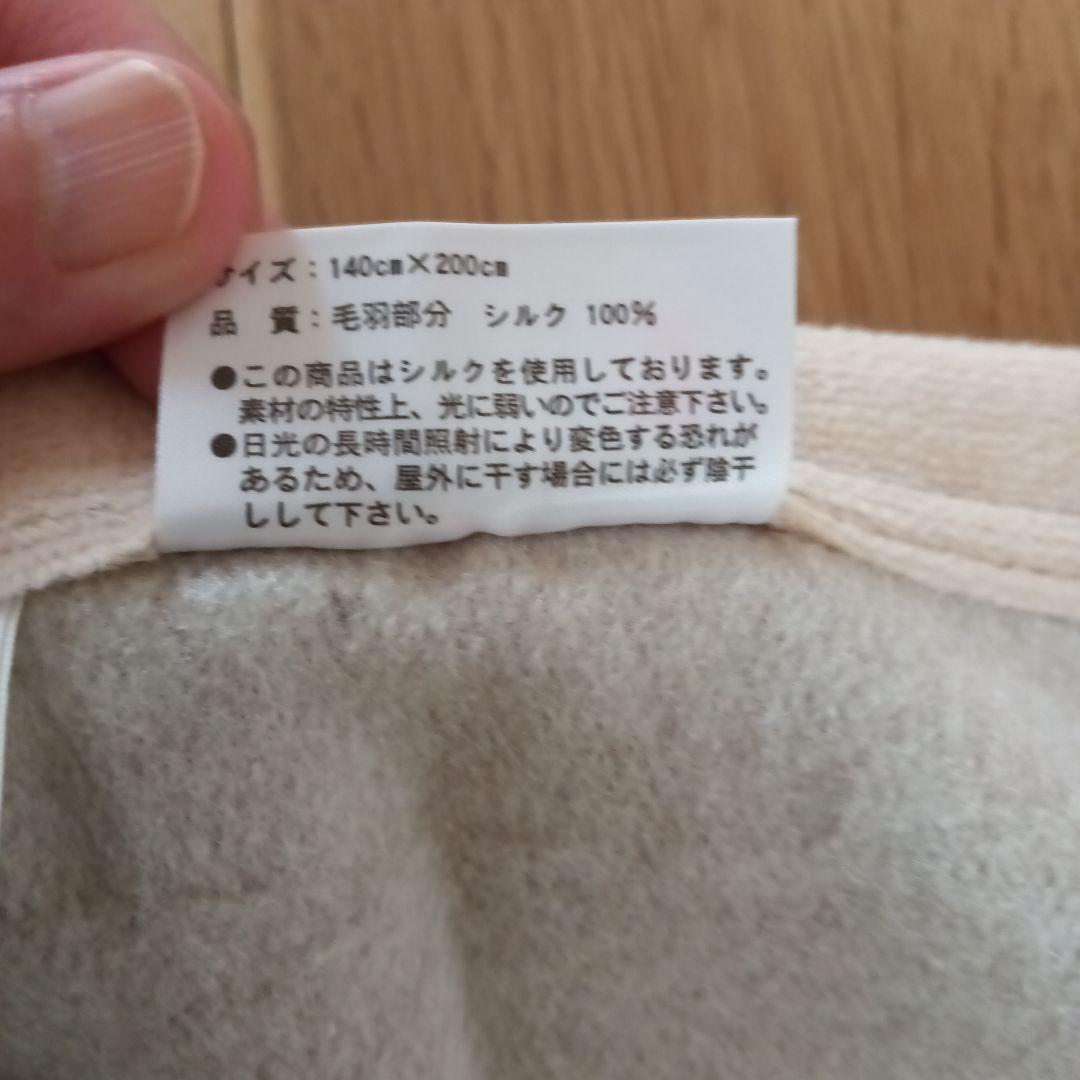 サイズ：140cm×200cm
品　質：毛羽部分　シルク 100%
●この商品はシルクを使用しております。
素材の特性上、光に弱いのでご注意下さい。
●日光の長時間照射により変色する恐れが
あるため、屋外に干す場合には必ず陰干
ししして下さい。